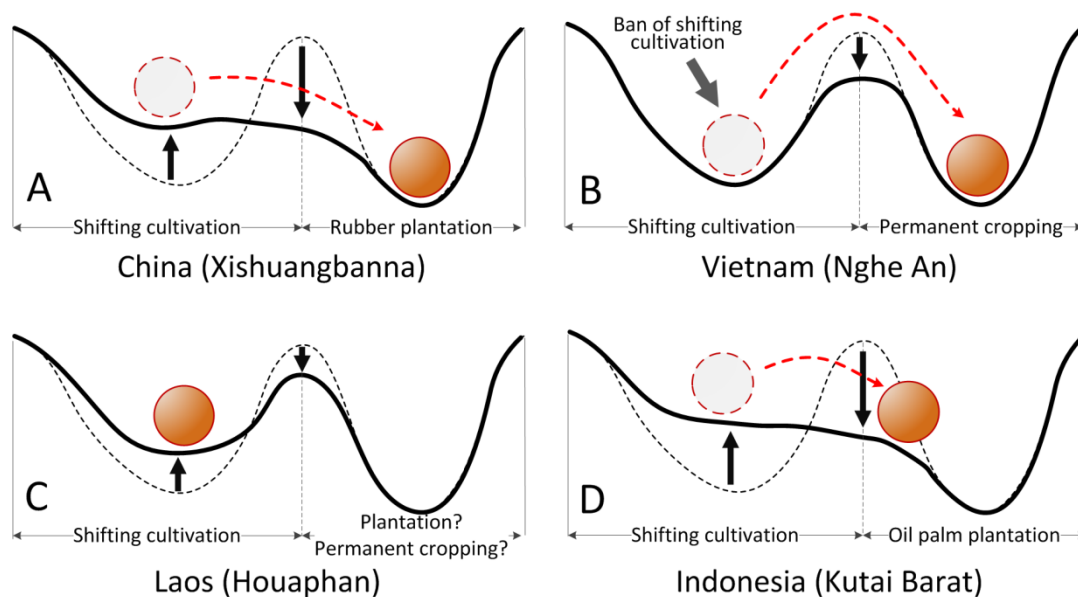 A
Shifting cultivation
Rubber plantation
China (Xishuangbanna)
Ban of shifting
cultivation
B
Shifting cultivation
Permanent cropping
Vietnam (Nghe An)
C
Shifting cultivation
Plantation?
Permanent cropping?
Laos (Houaphan)
D
Shifting cultivation
Oil palm plantation
Indonesia (Kutai Barat)